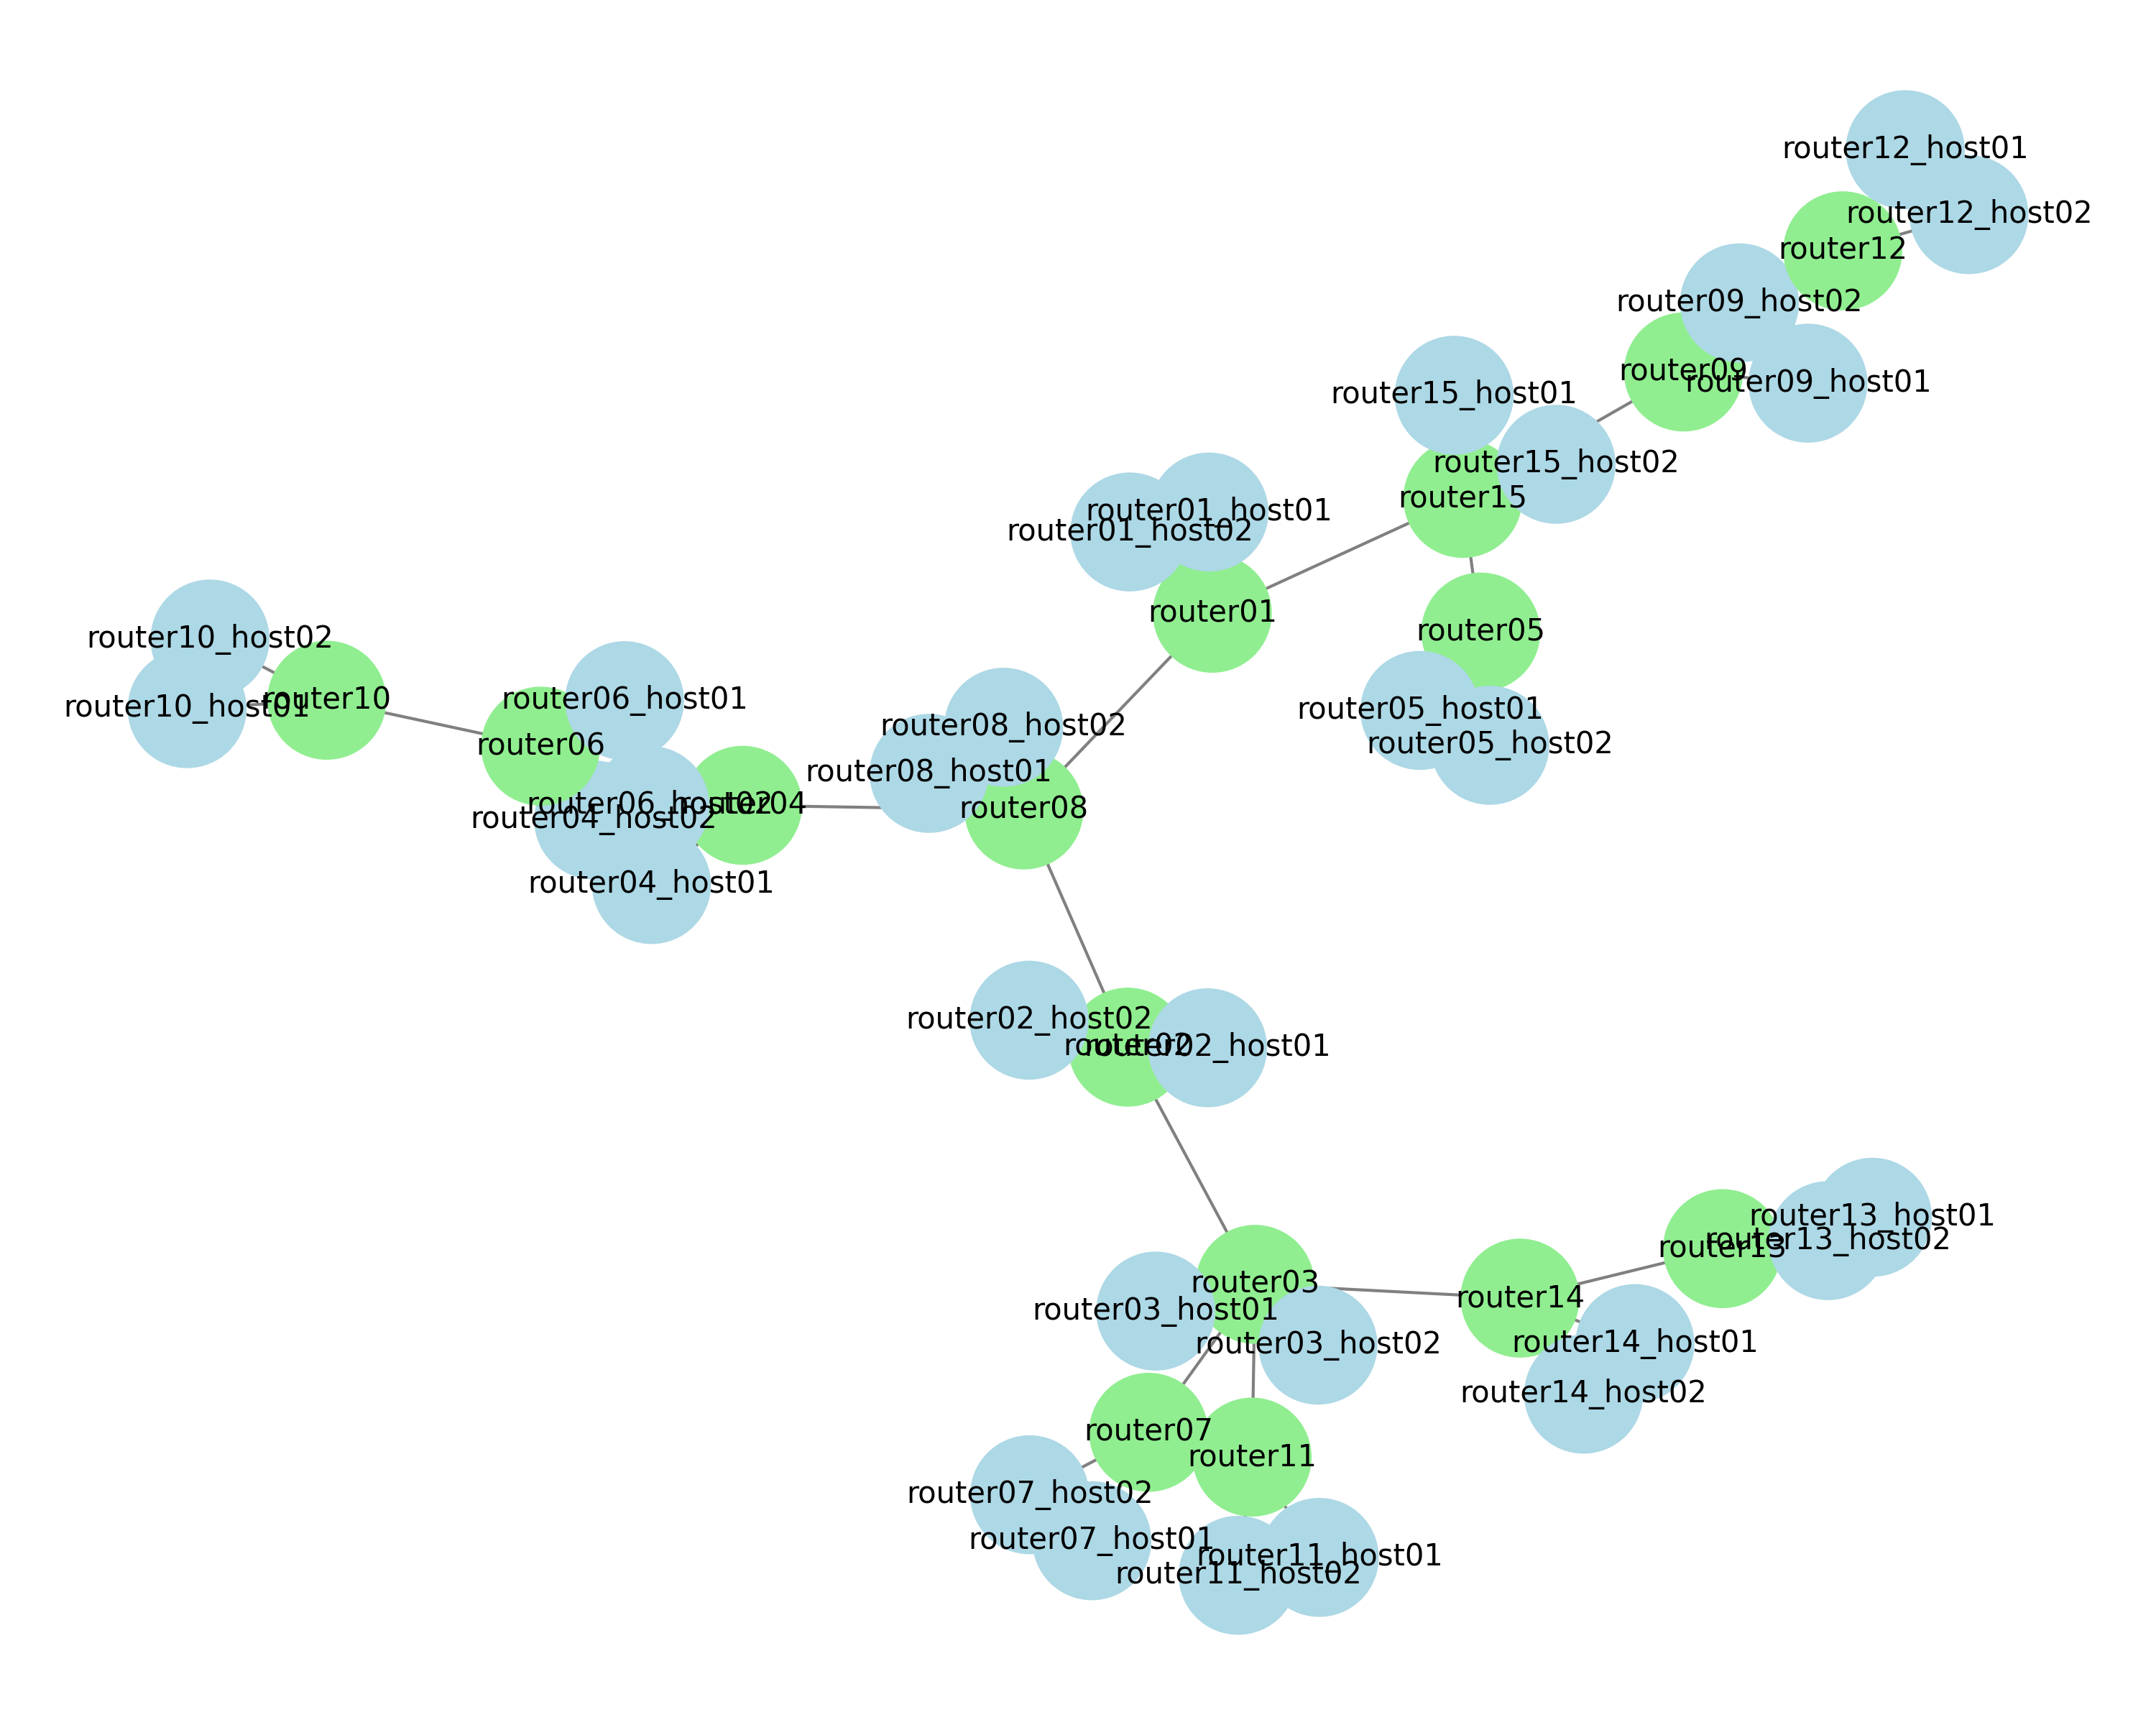 router12_host01
router12_host02
router12
router09_host02
router09
router09_host01
router15_host01
router15_host02
router15
router01_host01
router01_host02
router01
router05
router10_host02
router10
router10_host01
router06_host01
router05_host01
router08_host02
router06
router05_host02
router08_host01
router06_host02
router04
router08
router04_host02
router04_host01
router02_host02
router02
router02_host01
router13_host01
router13_host02
router13
router03
router14
router03_host01
router03_host02
router14_host01
router14_host02
router07
router11
router07_host02
router07_host01
router11_host01
router11_host02